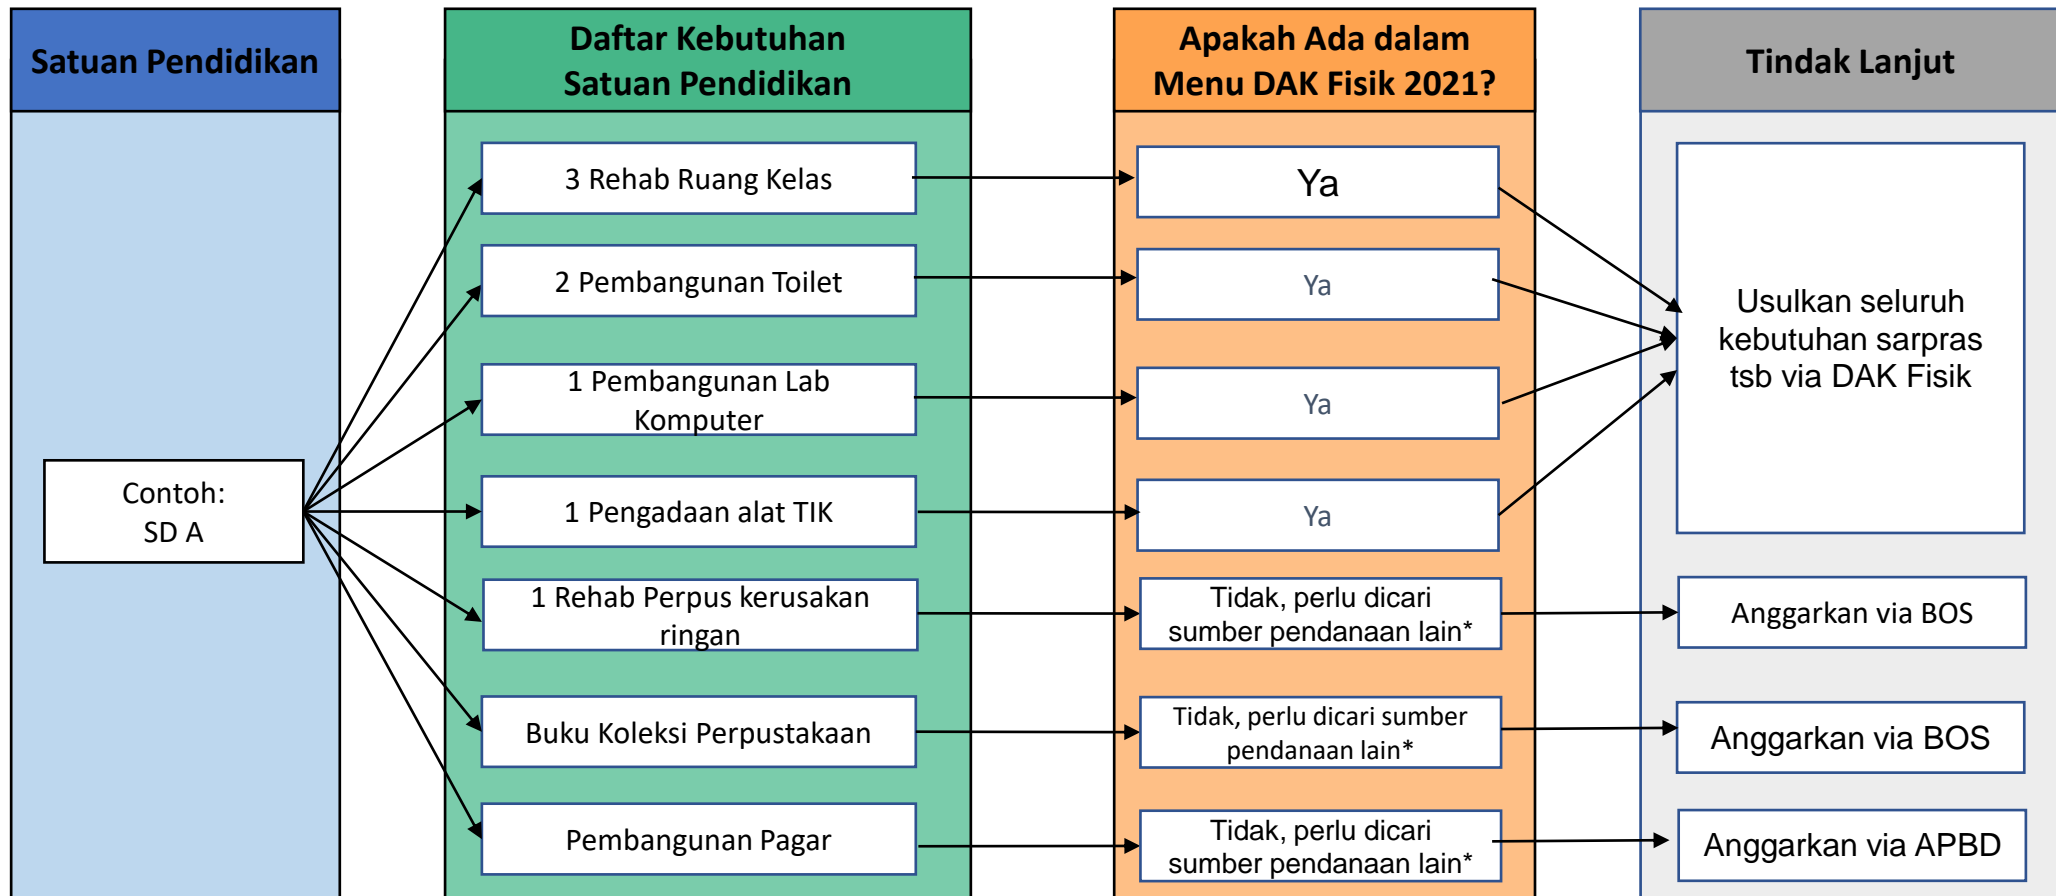 Satuan Pendidikan
Daftar Kebutuhan
Satuan Pendidikan
Apakah Ada dalam
Menu DAK Fisik 2021?
Tindak Lanjut
Contoh:
SD A
3 Rehab Ruang Kelas
Ya
2 Pembangunan Toilet
Ya
1 Pembangunan Lab
Komputer
Ya
1 Pengadaan alat TIK
Ya
Usulkan seluruh
kebutuhan sarpras
tsb via DAK Fisik
1 Rehab Perpus kerusakan
ringan
Tidak, perlu dicari
sumber pendanaan lain*
Anggarkan via BOS
Buku Koleksi Perpustakaan
Tidak, perlu dicari sumber
pendanaan lain*
Anggarkan via BOS
Pembangunan Pagar
Tidak, perlu dicari
sumber pendanaan lain*
Anggarkan via APBD